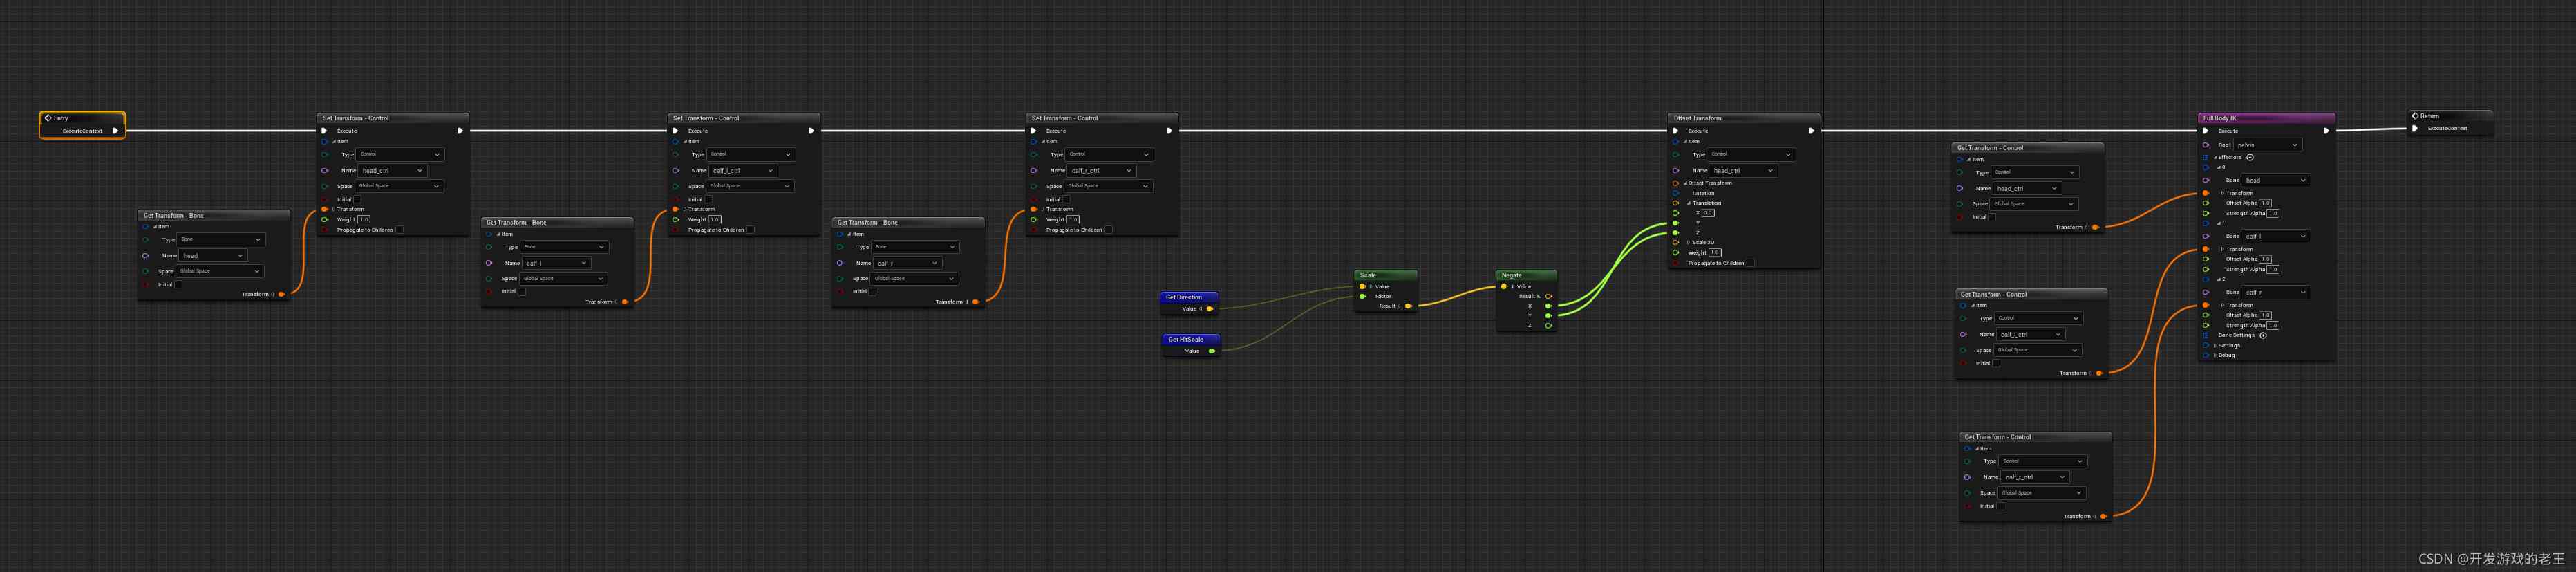 Entry
ExecuteContext
Set Transform - Control
Execute
Item
Type Control
Name head_ctrl
Space Global Space
Initial
Transform
Weight 1.0
Propagate to Children
Get Transform - Bone
Item
Type Bone
Name head
Space Global Space
Initial
Transform
Set Transform - Control
Execute
Item
Type Control
Name calf_l_ctrl
Space Global Space
Initial
Transform
Weight 1.0
Propagate to Children
Get Transform - Bone
Item
Type Bone
Name calf_l
Space Global Space
Initial
Transform
Set Transform - Control
Execute
Item
Type Control
Name calf_r_ctrl
Space Global Space
Initial
Transform
Weight 1.0
Propagate to Children
Get Transform - Bone
Item
Type Bone
Name calf_r
Space Global Space
Initial
Transform
Get Direction
Value
Get HitScale
Value
Scale
Value
Factor
Result
Negate
Value
Result
X
Y
Z
Offset Transform
Execute
Item
Type Control
Name head_ctrl
Offset Transform
Rotation
Translation
X 0.0
Y
Z
Scale 3D
Weight 1.0
Propagate to Children
Get Transform - Control
Item
Type Control
Name head_ctrl
Space Global Space
Initial
Transform
Get Transform - Control
Item
Type Control
Name calf_l_ctrl
Space Global Space
Initial
Transform
Get Transform - Control
Item
Type Control
Name calf_r_ctrl
Space Global Space
Initial
Transform
Full Body IK
Execute
Root pelvis
Effectors
0
Bone head
Transform
Offset Alpha 1.0
Strength Alpha 1.0
1
Bone calf_l
Transform
Offset Alpha 1.0
Strength Alpha 1.0
2
Bone calf_r
Transform
Offset Alpha 1.0
Strength Alpha 1.0
Bone Settings
Settings
Debug
Return
ExecuteContext
CSDN @开发游戏的老王